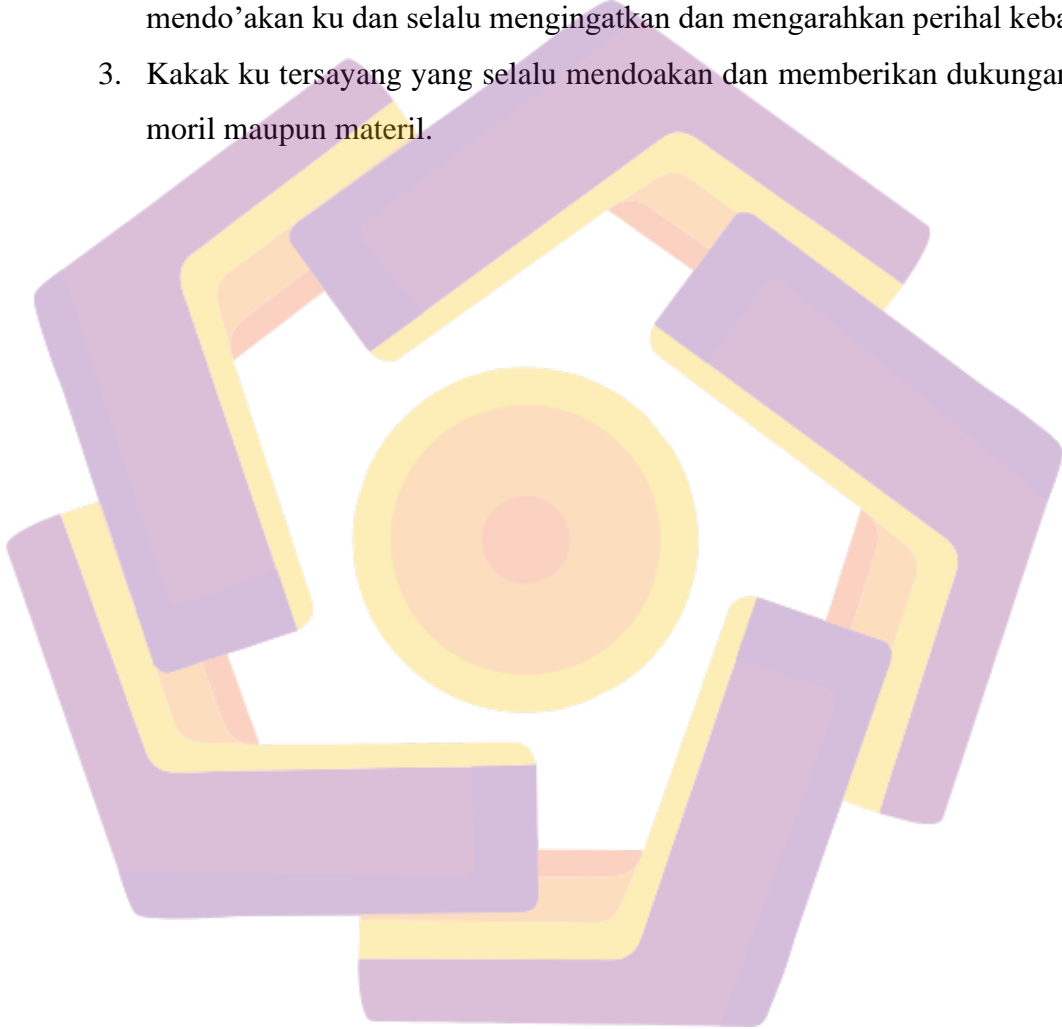 mendo’akan ku dan selalu mengingatkan dan mengarahkan perihal
3. Kakak ku tersayang yang selalu mendoakan dan memberikan dukungan
moril maupun materil.